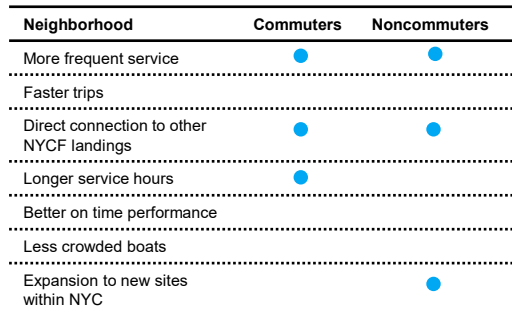 Neighborhood Commuters Noncommuters
More frequent service
Faster trips
Direct connection to other
NYCF landings
Longer service hours
Better on time performance
Less crowded boats
Expansion to new sites
within NYC